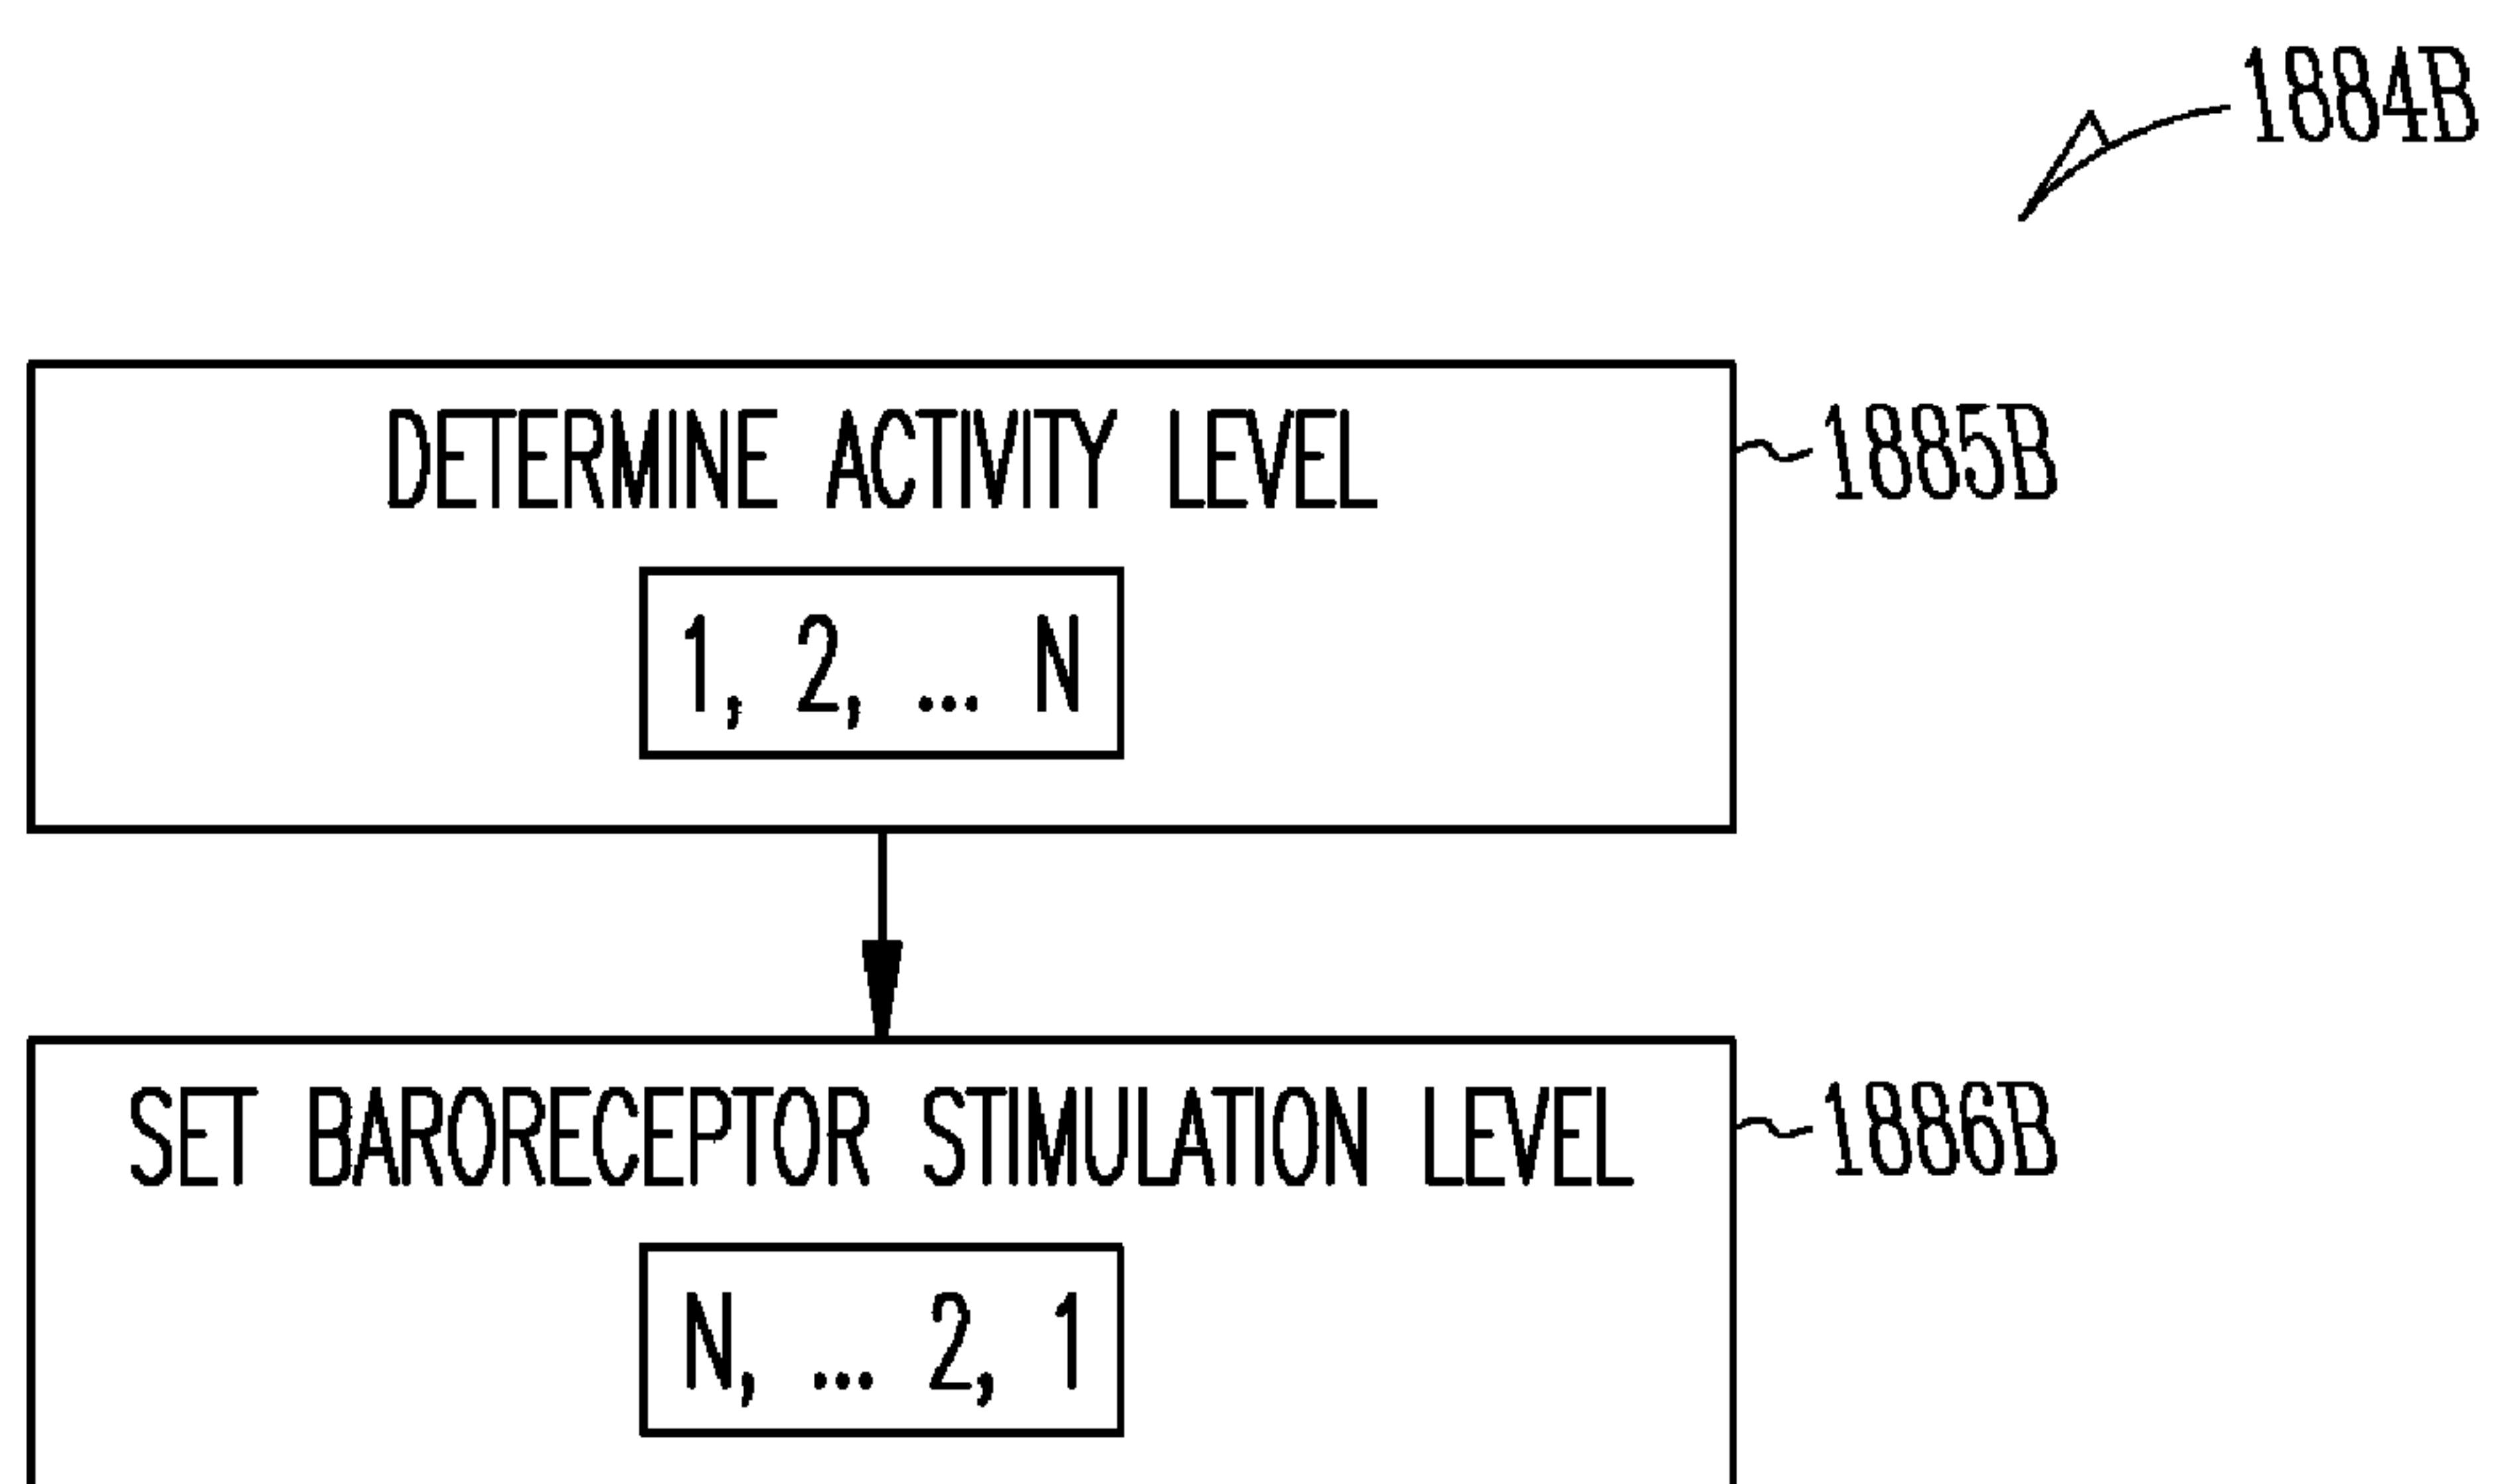 1884B
DETERMINE ACTIVITY LEVEL
1885B
1, 2, ... N
SET BARORECEPTOR STIMULATION LEVEL
1886B
N, ... 2, 1